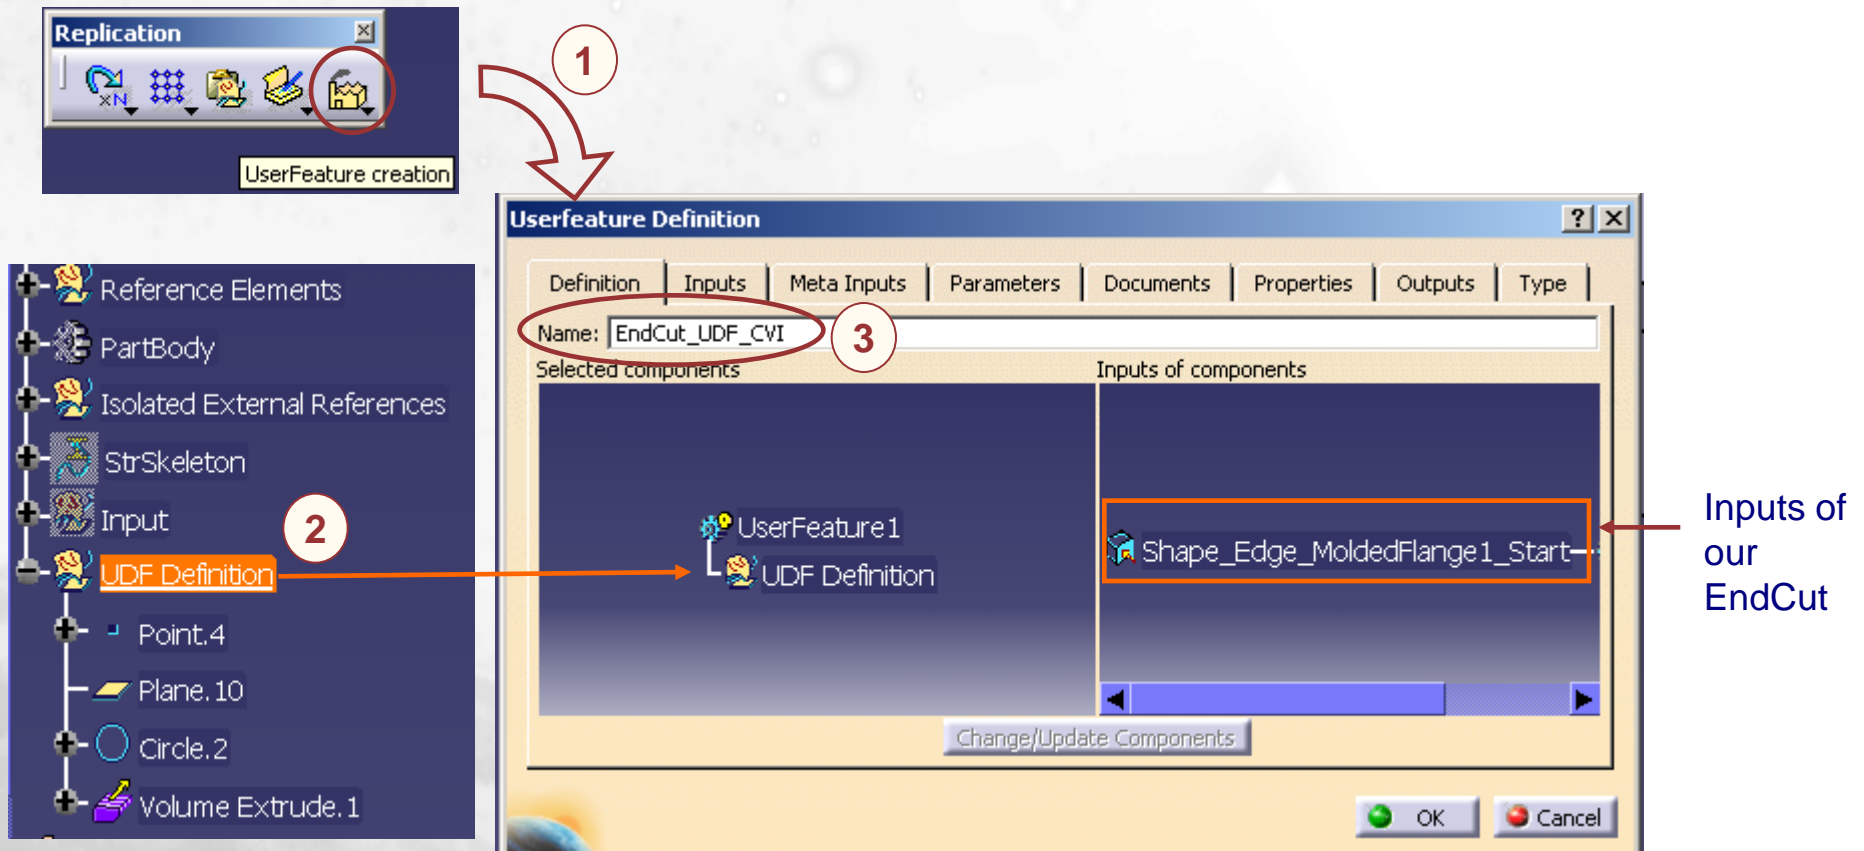 Replication
×N
1
UserFeature creation
Userfeature Definition
Definition Inputs Meta Inputs Parameters Documents Properties Outputs Type
Name: EndCut_UDF_CVI
3
Selected components
Inputs of components
UserFeature1
UDF Definition
Shape_Edge_MoldedFlange1_Start
Change/Update Components
OK Cancel
Reference Elements
PartBody
Isolated External References
StrSkeleton
Input
2
UDF Definition
Point.4
Plane.10
Circle.2
Volume Extrude.1
Inputs of
our
EndCut